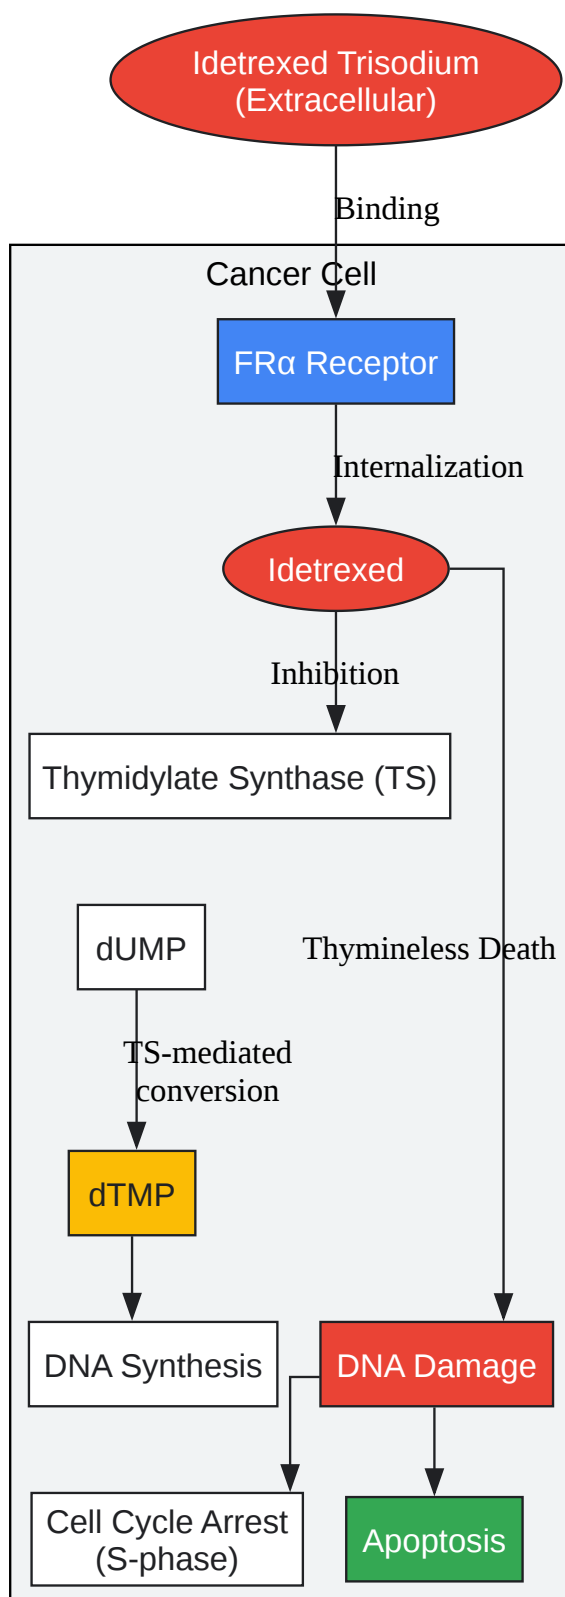 Idetrexed Trisodium
(Extracellular)
Binding
Cancer Cell
FRα Receptor
Internalization
Idetrexed
Inhibition
Thymidylate Synthase (TS)
dUMP
Thymineless Death
TS-mediated
conversion
dTMP
DNA Synthesis
DNA Damage
Cell Cycle Arrest
(S-phase)
Apoptosis